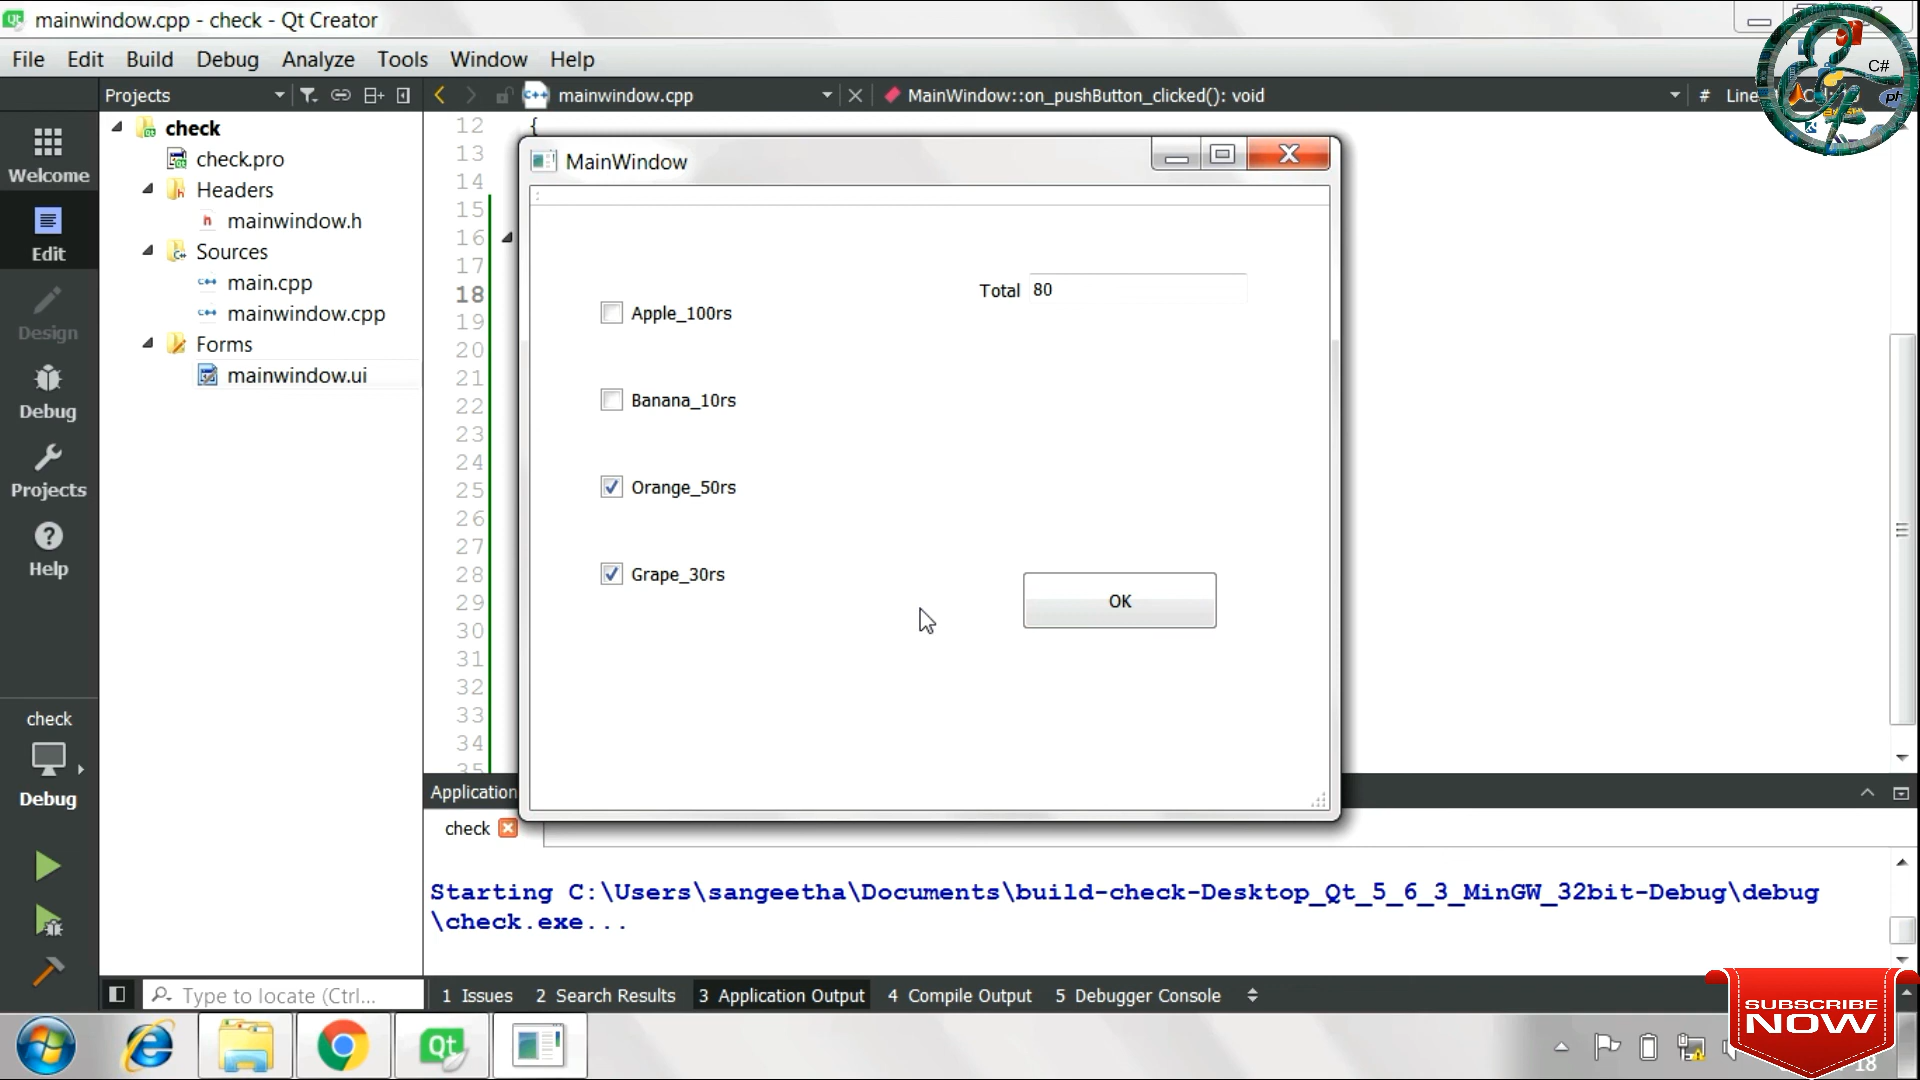 mainwindow.cpp - check - Qt Creator
File Edit Build Debug Analyze Tools Window Help
Projects
mainwindow.cpp
MainWindow::on_pushButton_clicked(): void
# Line
C#
ph
Welcome
Edit
Design
Debug
Projects
Help
check
Debug
check
check.pro
Headers
mainwindow.h
Sources
main.cpp
mainwindow.cpp
Forms
mainwindow.ui
12 {
13
14
15
16
17
18
19
20
21
22
23
24
25
26
27
28
29
30
31
32
33
34
35
MainWindow
Total 80
Apple_100rs
Banana_10rs
Orange_50rs
Grape_30rs
OK
Application
check
Starting C:\Users\sangeetha\Documents\build-check-Desktop_Qt_5_6_3_MinGW_32bit-Debug\debug
\check.exe...
Type to locate (Ctrl...
1 Issues 2 Search Results 3 Application Output 4 Compile Output 5 Debugger Console
SUBSCRIBE
NOW
Qt
18